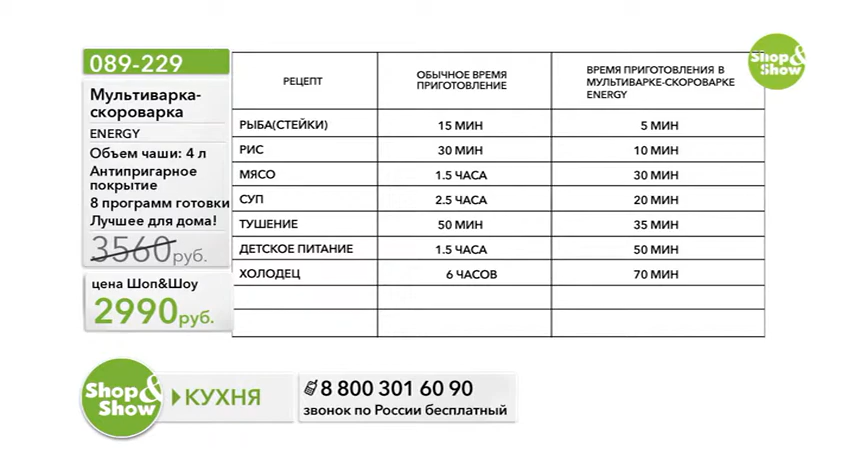 089-229
Мультиварка-
скороварка
ENERGY
Объем чаши: 4 л
Антипригарное
покрытие
8 программ готовки
Лучшее для дома!
3560 руб.
цена Шоп&Шоу
2990 руб.
РЕЦЕПТ
ОБЫЧНОЕ ВРЕМЯ
ПРИГОТОВЛЕНИЕ
ВРЕМЯ ПРИГОТОВЛЕНИЯ В
МУЛЬТИВАРКЕ-СКОРОВАРКЕ
ENERGY
РЫБА(СТЕЙКИ) 15 МИН 5 МИН
РИС 30 МИН 10 МИН
МЯСО 1.5 ЧАСА 30 МИН
СУП 2.5 ЧАСА 20 МИН
ТУШЕНИЕ 50 МИН 35 МИН
ДЕТСКОЕ ПИТАНИЕ 1.5 ЧАСА 50 МИН
ХОЛОДЕЦ 6 ЧАСОВ 70 МИН
Shop&
Show
Shop&
Show
КУХНЯ
8 800 301 60 90
звонок по России бесплатный